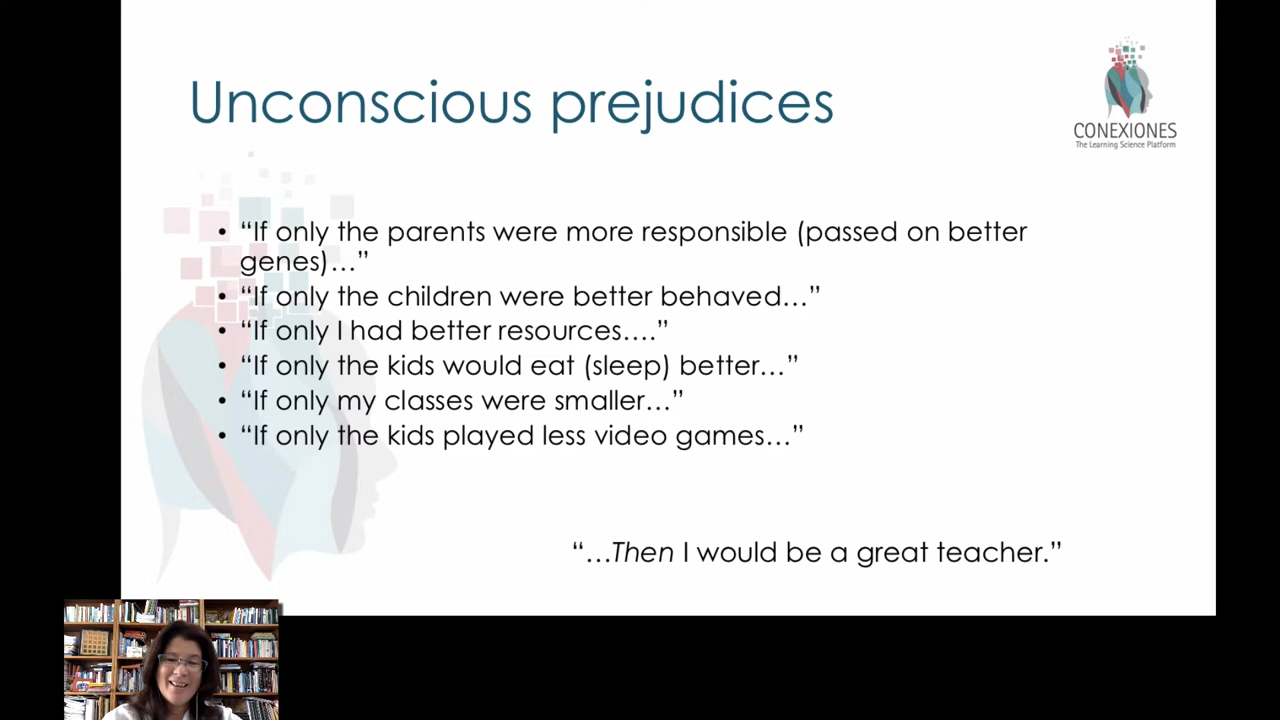 Unconscious prejudices
CONEXIONES
The Learning Science Platform
• “If only the parents were more responsible (passed on better
genes)…”
• “If only the children were better behaved…”
• “If only I had better resources….”
• “If only the kids would eat (sleep) better…”
• “If only my classes were smaller…”
• “If only the kids played less video games…”
“…Then I would be a great teacher.”